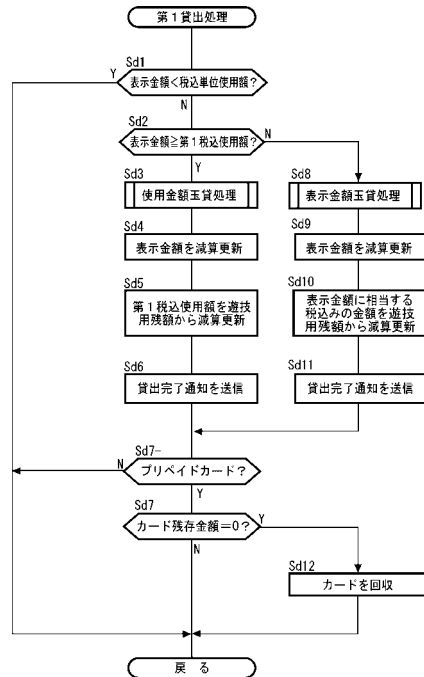 第１貸出処理
Sd1
Y
表示金額＜税込単位使用額？
N
Sd2
表示金額≧第１税込使用額？
N
Y
Sd3
使用金額玉貸処理
Sd8
表示金額玉貸処理
Sd4
表示金額を減算更新
Sd9
表示金額を減算更新
Sd5
第１税込使用額を遊技
用残額から減算更新
Sd10
表示金額に相当する
税込みの金額を遊技
用残額から減算更新
Sd6
貸出完了通知を送信
Sd11
貸出完了通知を送信
Sd7-
N
プリペイドカード？
Y
Sd7
カード残存金額＝0？
Y
N
Sd12
カードを回収
戻 る